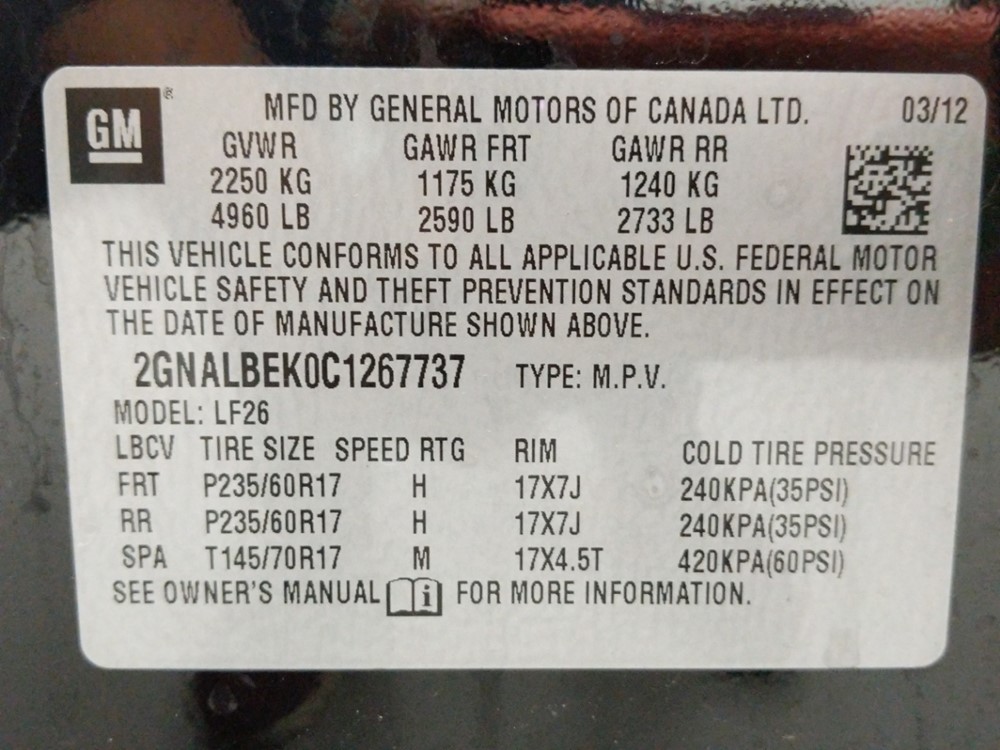 GM®
MFD BY GENERAL MOTORS OF CANADA LTD. 03/12
GVWR GAWR FRT GAWR RR
2250 KG 1175 KG 1240 KG
4960 LB 2590 LB 2733 LB
THIS VEHICLE CONFORMS TO ALL APPLICABLE U.S. FEDERAL MOTOR
VEHICLE SAFETY AND THEFT PREVENTION STANDARDS IN EFFECT ON
THE DATE OF MANUFACTURE SHOWN ABOVE.
2GNALBEK0C1267737 TYPE: M.P.V.
MODEL: LF26
LBCV TIRE SIZE SPEED RTG RIM COLD TIRE PRESSURE
FRT P235/60R17 H 17X7J 240KPA(35PSI)
RR P235/60R17 H 17X7J 240KPA(35PSI)
SPA T145/70R17 M 17X4.5T 420KPA(60PSI)
SEE OWNER'S MANUAL i FOR MORE INFORMATION.